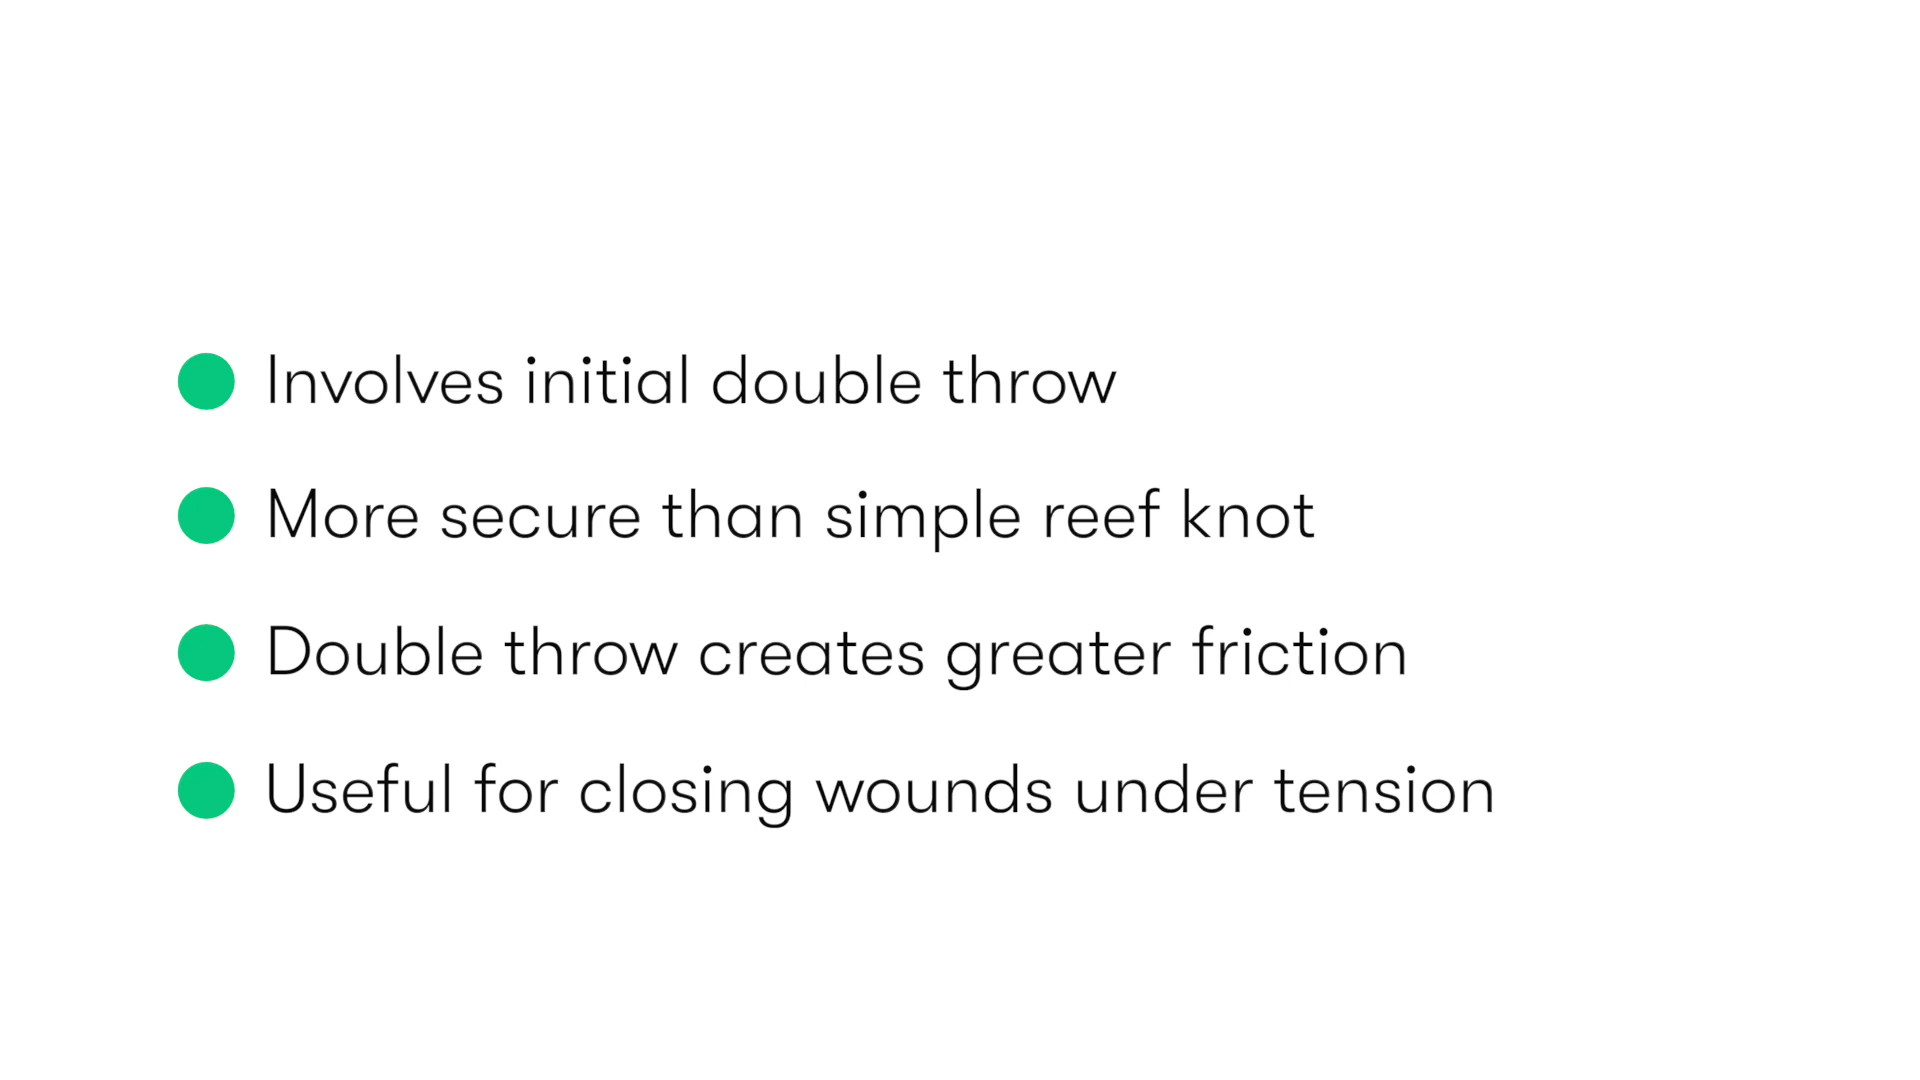 Involves initial double throw
More secure than simple reef knot
Double throw creates greater friction
Useful for closing wounds under tension